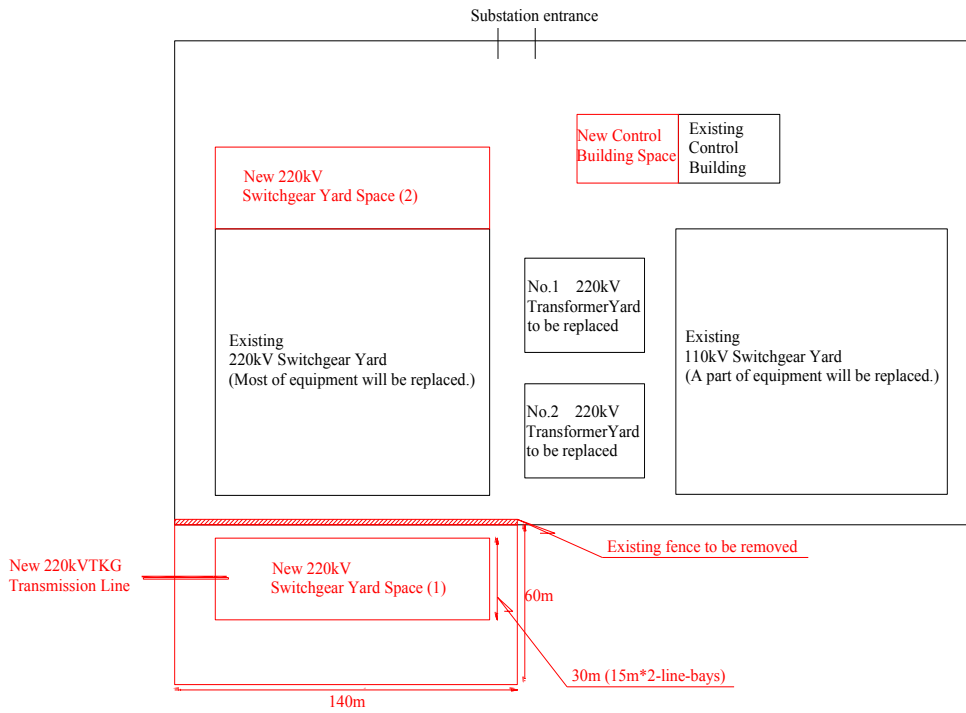 Substation entrance
New Control
Building Space
Existing
Control
Building
New 220kV
Switchgear Yard Space (2)
No.1 220kV
TransformerYard
to be replaced
Existing
220kV Switchgear Yard
(Most of equipment will be replaced.)
Existing
110kV Switchgear Yard
(A part of equipment will be replaced.)
No.2 220kV
TransformerYard
to be replaced
Existing fence to be removed
New 220kVTKG
Transmission Line
New 220kV
Switchgear Yard Space (1)
60m
30m (15m*2-line-bays)
140m